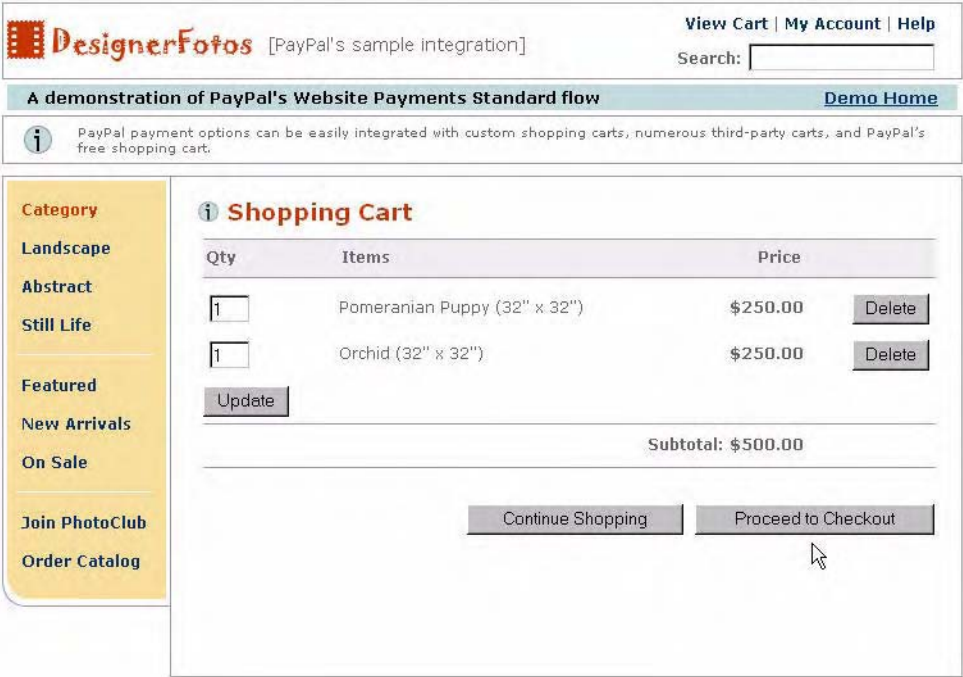 DesignerFotos [PayPal's sample integration]
View Cart | My Account | Help
Search:
A demonstration of PayPal's Website Payments Standard flow Demo Home
PayPal payment options can be easily integrated with custom shopping carts, numerous third-party carts, and PayPal's
free shopping cart.
Category
Landscape
Abstract
Still Life
Featured
New Arrivals
On Sale
Join PhotoClub
Order Catalog
i Shopping Cart
Qty Items Price
1 Pomeranian Puppy (32" x 32") $250.00 Delete
1 Orchid (32" x 32") $250.00 Delete
Update
Subtotal: $500.00
Continue Shopping Proceed to Checkout